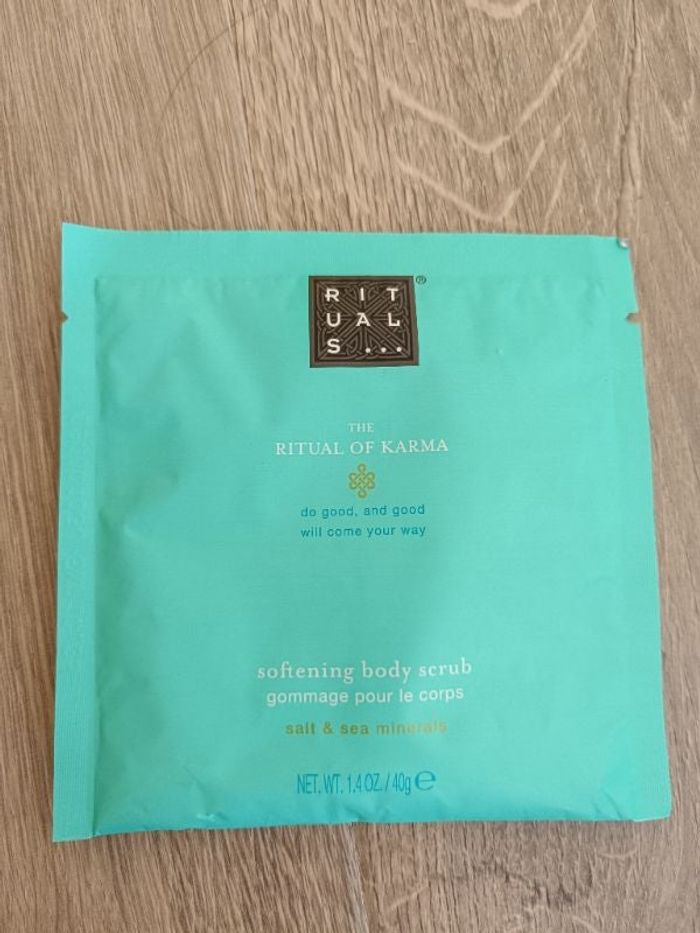 RIT
UAL
S...
®
THE
RITUAL OF KARMA
do good, and good
will come your way
softening body scrub
gommage pour le corps
salt & sea minerals
NET. WT. 1.4 OZ. / 40g ℮